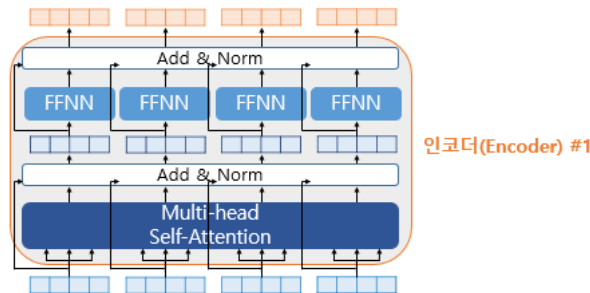 Add & Norm
FFNN FFNN FFNN FFNN
인코더(Encoder) #1
Add & Norm
Multi-head
Self-Attention